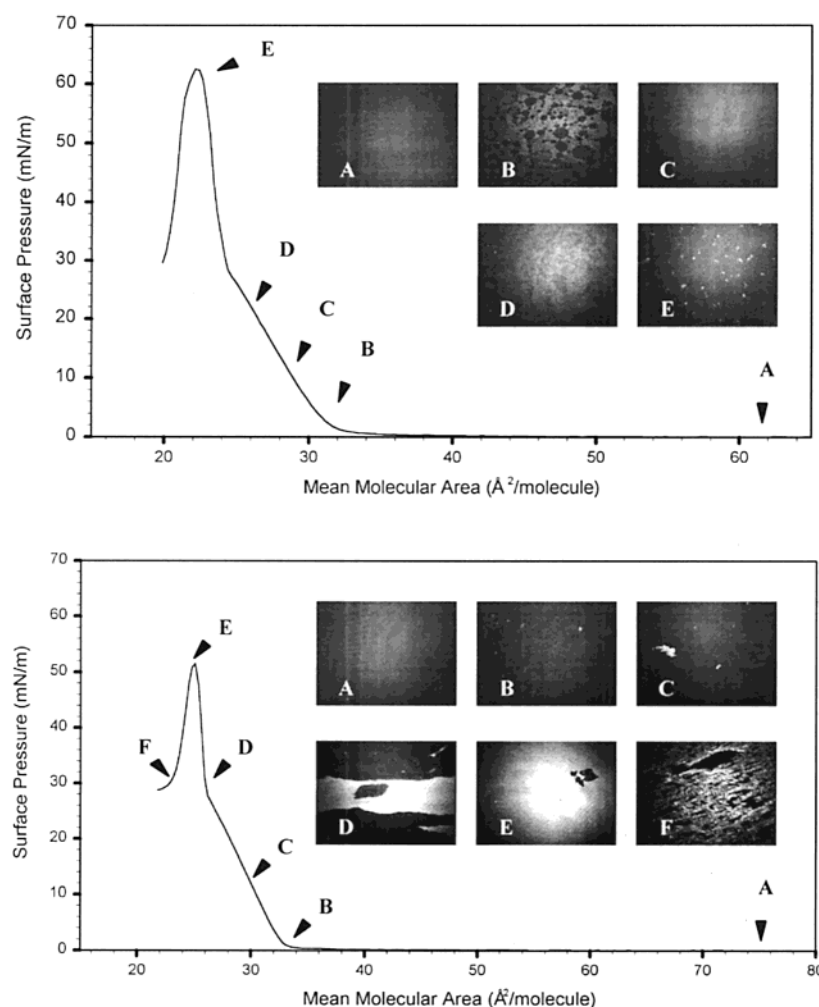 70
60
50
40
30
20
10
0
Surface Pressure (mN/m)
E
D
C
B
A
A
B
C
D
E
20
30
40
50
60
Mean Molecular Area (Å²/molecule)
70
60
50
40
30
20
10
0
Surface Pressure (mN/m)
E
F
D
C
B
A
A
B
C
D
E
F
20
30
40
50
60
70
80
Mean Molecular Area (Å²/molecule)